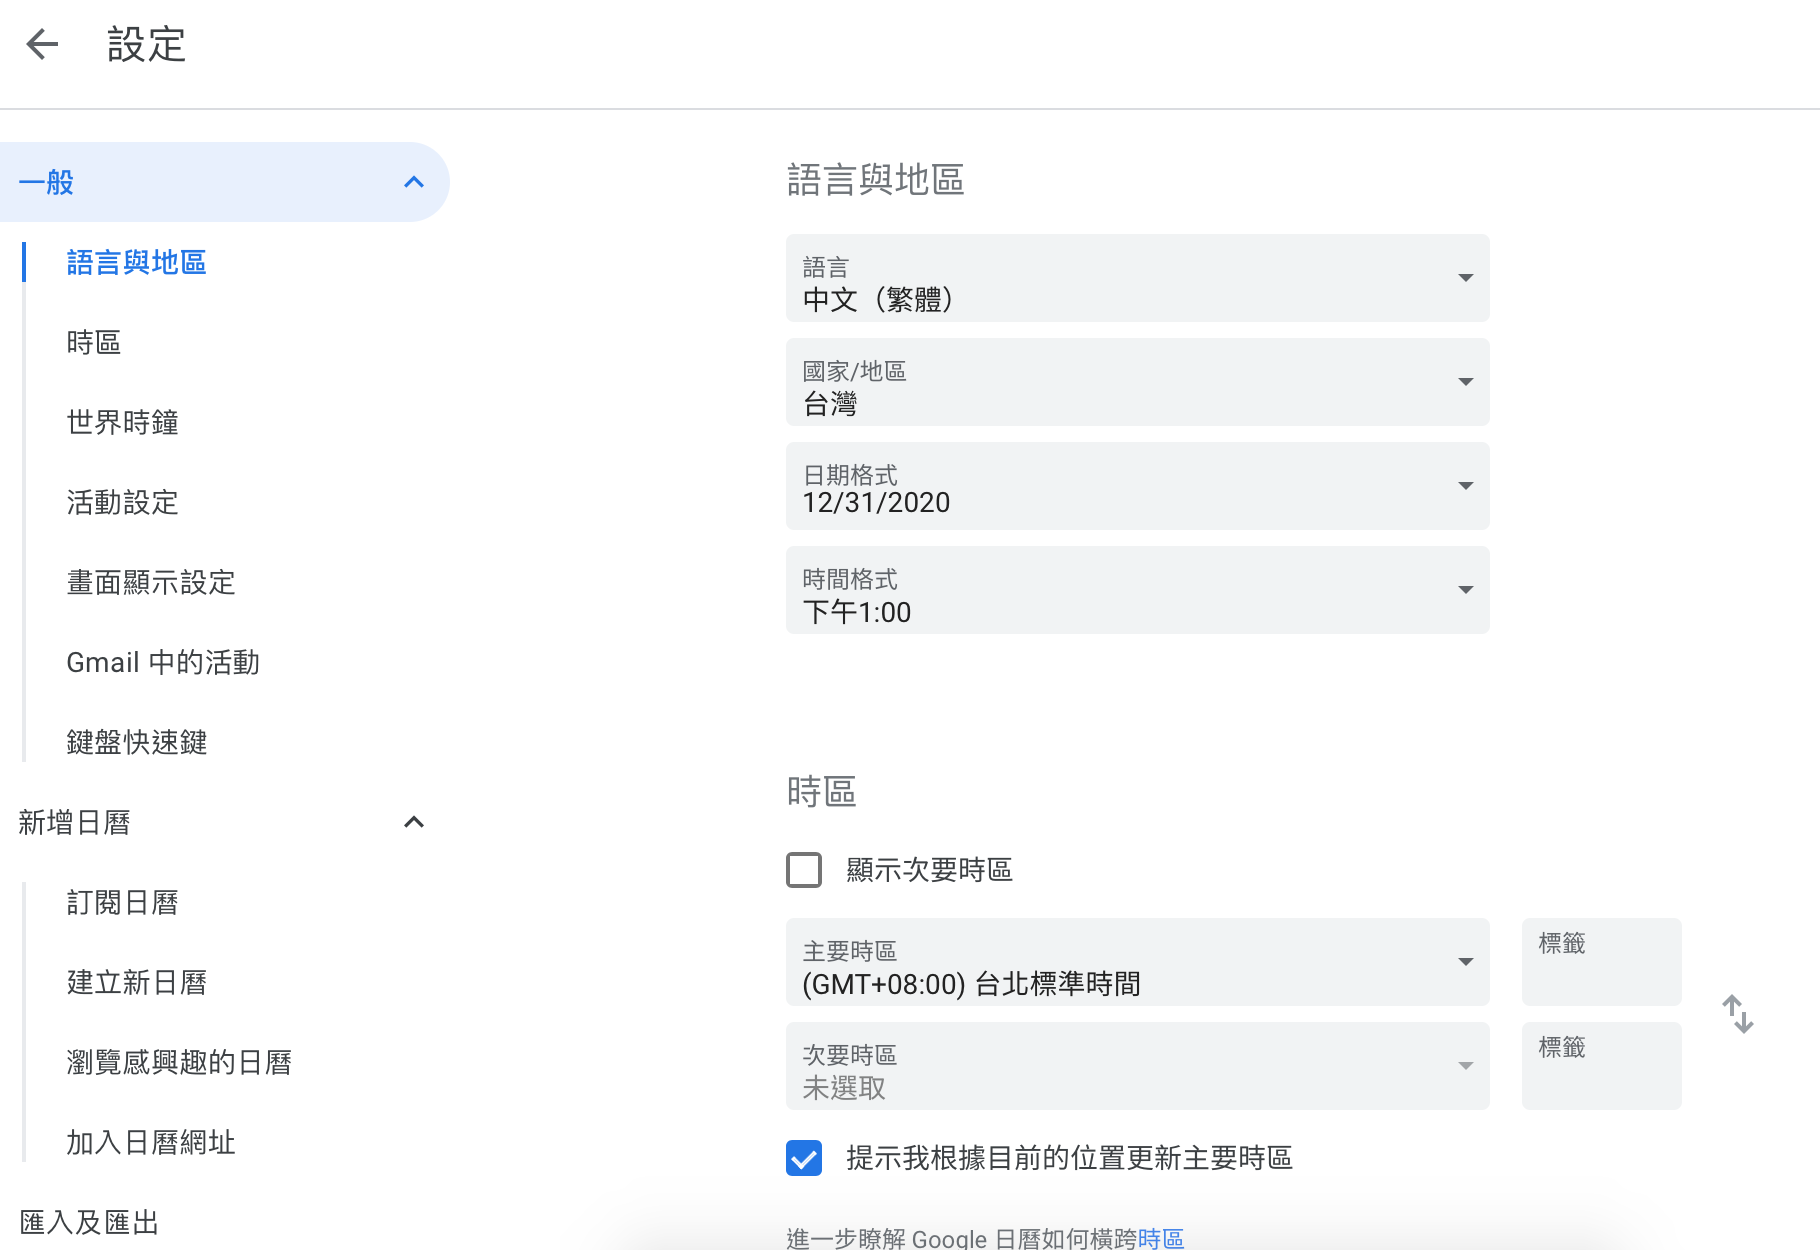 設定
一般
語言與地區
時區
世界時鐘
活動設定
畫面顯示設定
Gmail 中的活動
鍵盤快速鍵
新增日曆
訂閱日曆
建立新日曆
瀏覽感興趣的日曆
加入日曆網址
匯入及匯出
語言與地區
語言
中文（繁體）
國家/地區
台灣
日期格式
12/31/2020
時間格式
下午1:00
時區
顯示次要時區
主要時區
(GMT+08:00) 台北標準時間
標籤
次要時區
未選取
標籤
提示我根據目前的位置更新主要時區
進一步瞭解 Google 日曆如何橫跨時區